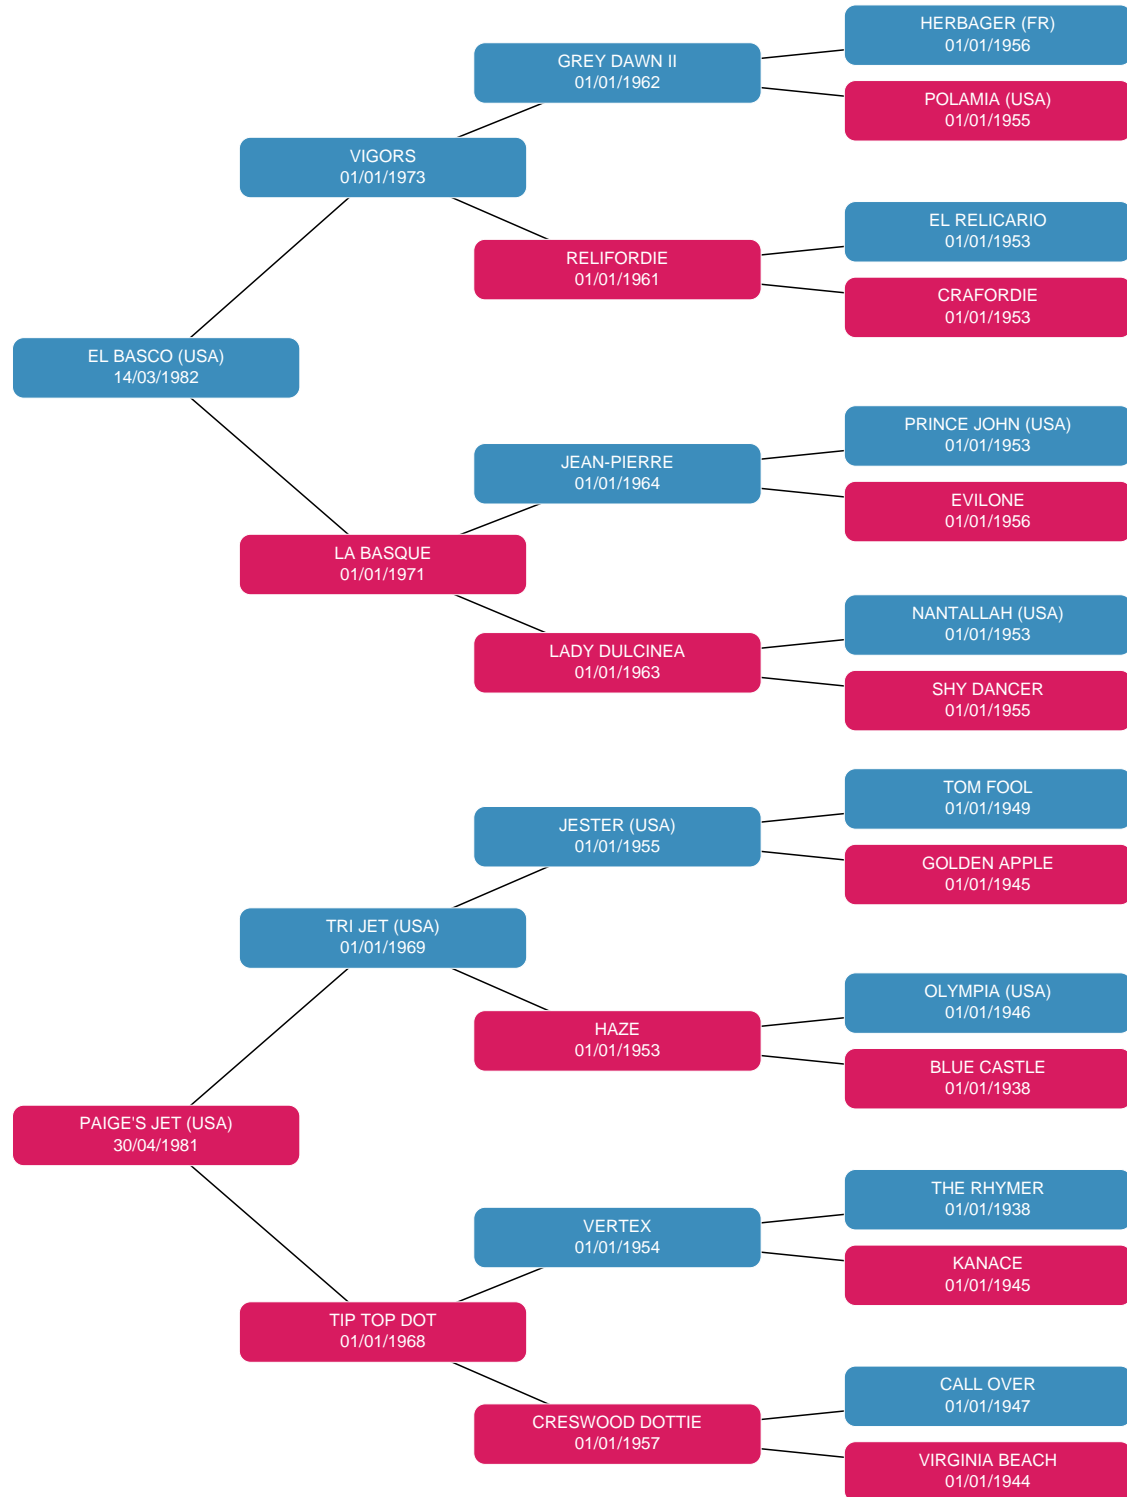 HERBAGER (FR)
01/01/1956
GREY DAWN II
01/01/1962
POLAMIA (USA)
01/01/1955
VIGORS
01/01/1973
EL RELICARIO
01/01/1953
RELIFORDIE
01/01/1961
CRAFORDIE
01/01/1953
EL BASCO (USA)
14/03/1982
PRINCE JOHN (USA)
01/01/1953
JEAN-PIERRE
01/01/1964
EVILONE
01/01/1956
LA BASQUE
01/01/1971
NANTALLAH (USA)
01/01/1953
LADY DULCINEA
01/01/1963
SHY DANCER
01/01/1955
TOM FOOL
01/01/1949
JESTER (USA)
01/01/1955
GOLDEN APPLE
01/01/1945
TRI JET (USA)
01/01/1969
OLYMPIA (USA)
01/01/1946
HAZE
01/01/1953
BLUE CASTLE
01/01/1938
PAIGE'S JET (USA)
30/04/1981
THE RHYMER
01/01/1938
VERTEX
01/01/1954
KANACE
01/01/1945
TIP TOP DOT
01/01/1968
CALL OVER
01/01/1947
CRESWOOD DOTTIE
01/01/1957
VIRGINIA BEACH
01/01/1944